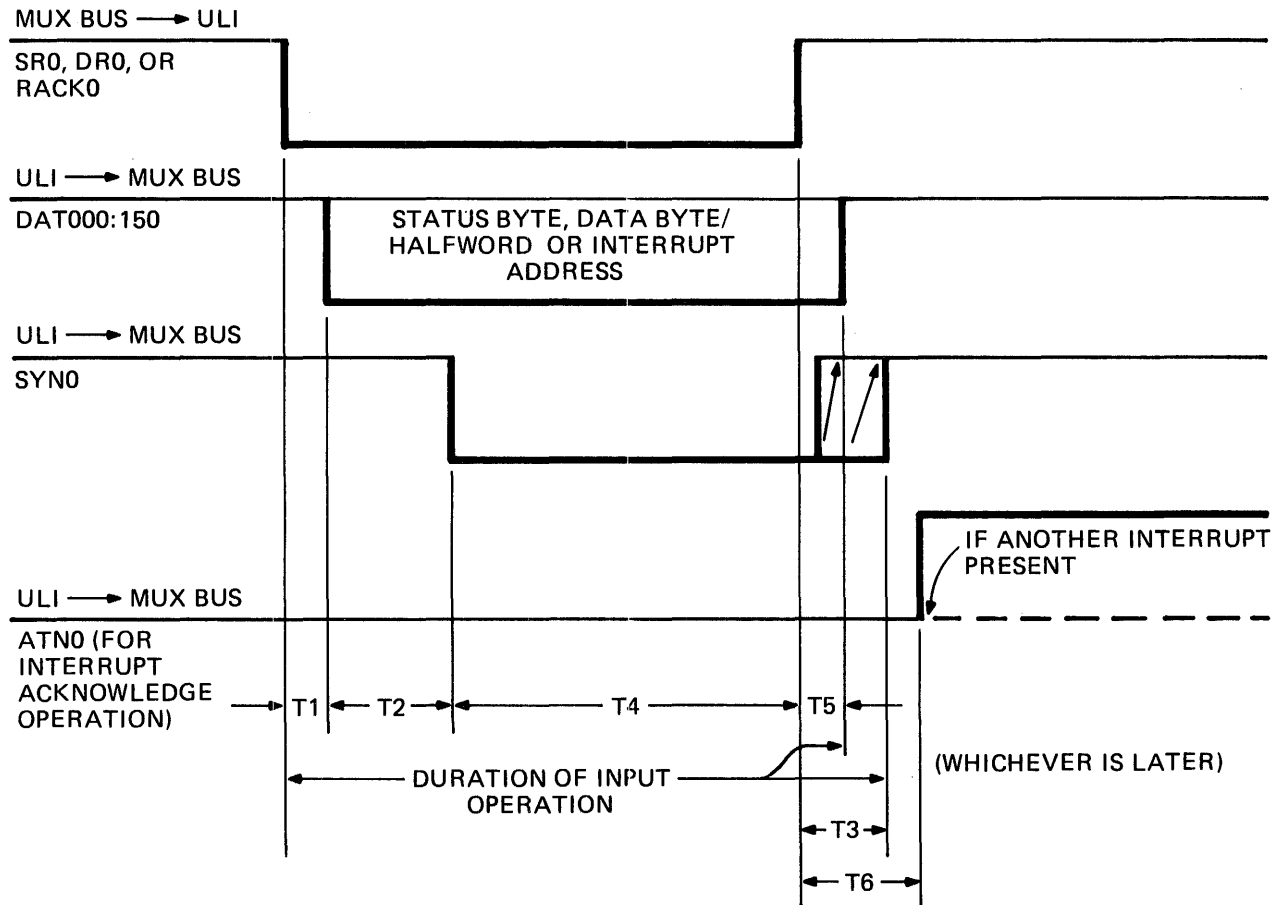 MUX BUS → ULI
SR0, DR0, OR
RACK0
ULI → MUX BUS
DAT000:150
STATUS BYTE, DATA BYTE/
HALFWORD OR INTERRUPT
ADDRESS
ULI → MUX BUS
SYN0
IF ANOTHER INTERRUPT
PRESENT
ULI → MUX BUS
ATN0 (FOR
INTERRUPT
ACKNOWLEDGE
OPERATION)
T1
T2
T4
T5
DURATION OF INPUT
OPERATION
(WHICHEVER IS LATER)
T3
T6